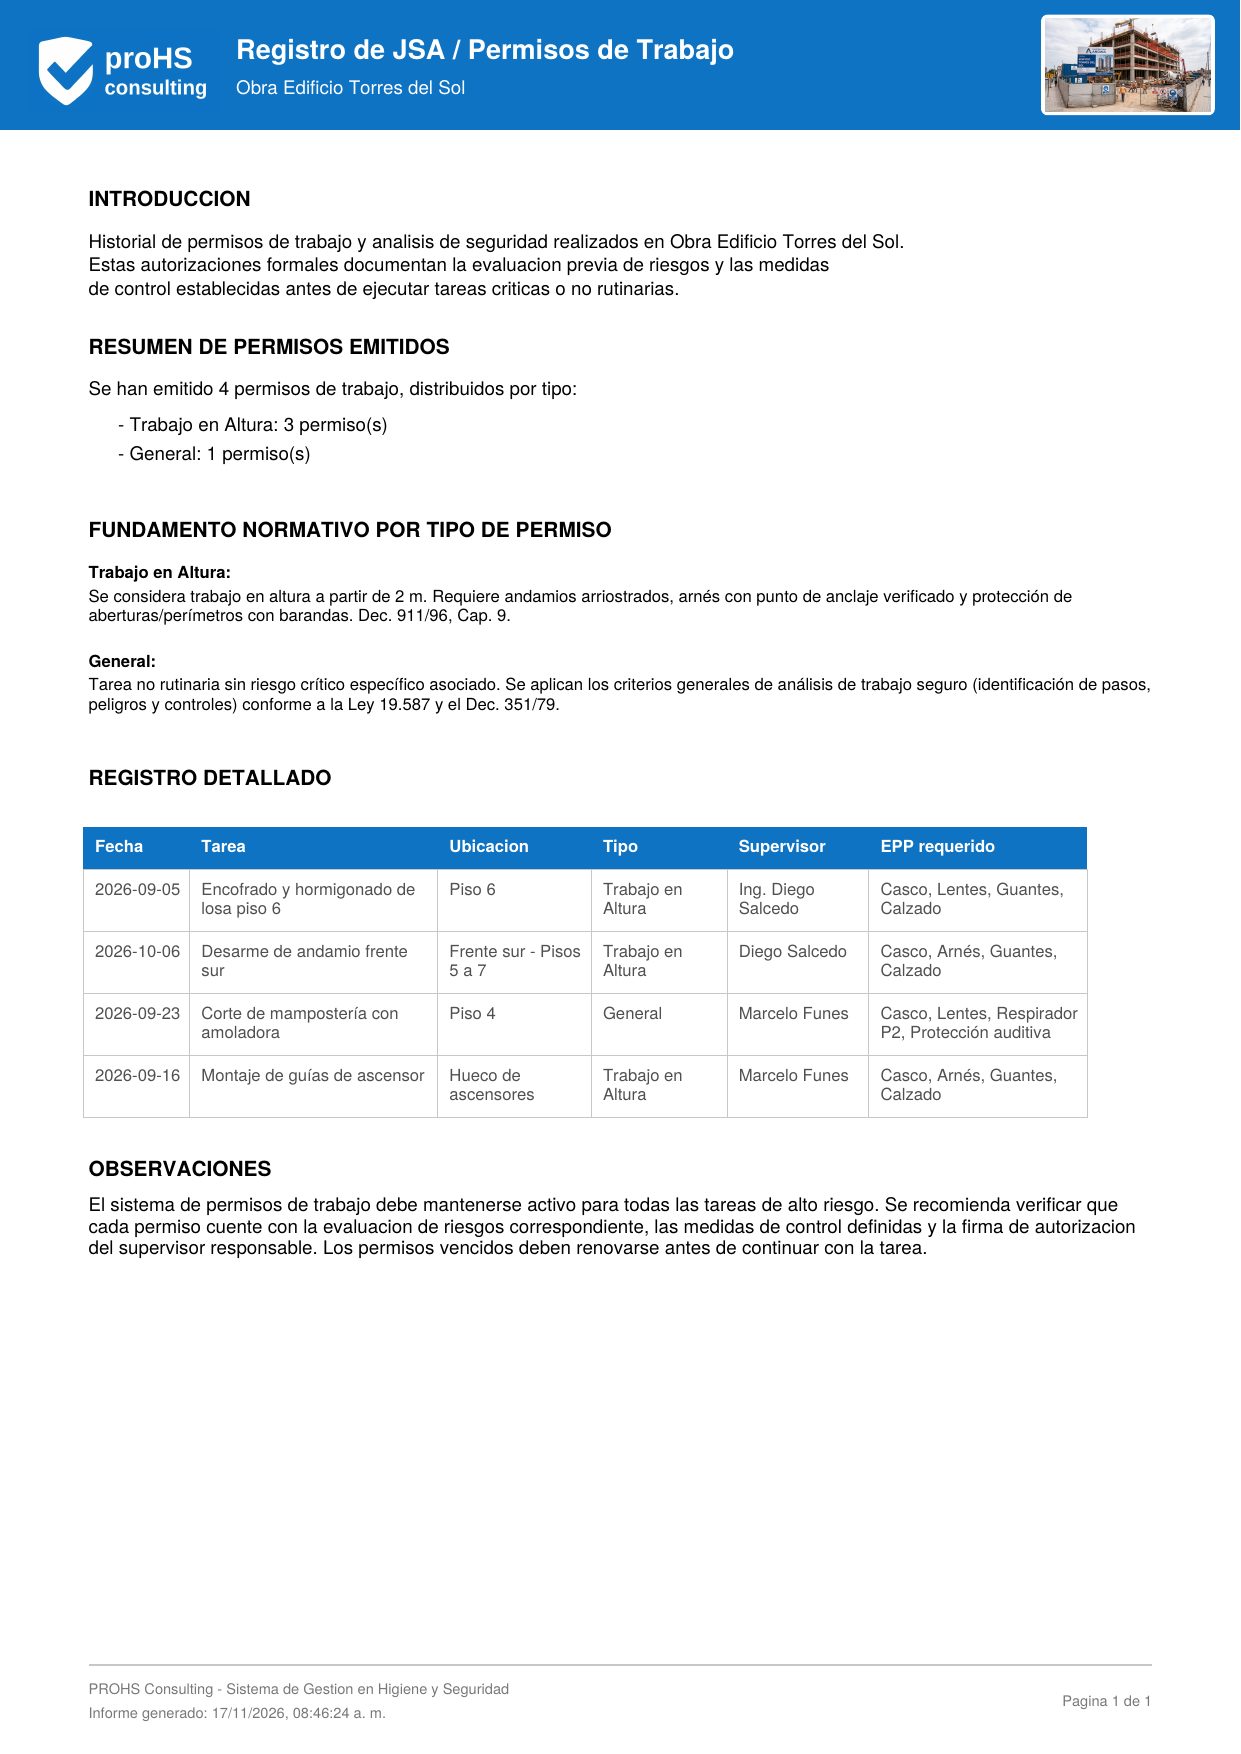 proHS
consulting
Registro de JSA / Permisos de Trabajo
Obra Edificio Torres del Sol
INTRODUCCION
Historial de permisos de trabajo y analisis de seguridad realizados en Obra Edificio Torres del Sol.
Estas autorizaciones formales documentan la evaluacion previa de riesgos y las medidas
de control establecidas antes de ejecutar tareas criticas o no rutinarias.
RESUMEN DE PERMISOS EMITIDOS
Se han emitido 4 permisos de trabajo, distribuidos por tipo:
- Trabajo en Altura: 3 permiso(s)
- General: 1 permiso(s)
FUNDAMENTO NORMATIVO POR TIPO DE PERMISO
Trabajo en Altura:
Se considera trabajo en altura a partir de 2 m. Requiere andamios arriostrados, arnés con punto de anclaje verificado y protección de
aberturas/perímetros con barandas. Dec. 911/96, Cap. 9.
General:
Tarea no rutinaria sin riesgo crítico específico asociado. Se aplican los criterios generales de análisis de trabajo seguro (identificación de pasos,
peligros y controles) conforme a la Ley 19.587 y el Dec. 351/79.
REGISTRO DETALLADO
Fecha Tarea Ubicacion Tipo Supervisor EPP requerido
2026-09-05 Encofrado y hormigonado de Piso 6 Trabajo en Ing. Diego Casco, Lentes, Guantes,
losa piso 6 Altura Salcedo Calzado
2026-10-06 Desarme de andamio frente Frente sur - Pisos Trabajo en Diego Salcedo Casco, Arnés, Guantes,
sur 5 a 7 Altura Calzado
2026-09-23 Corte de mampostería con Piso 4 General Marcelo Funes Casco, Lentes, Respirador
amoladora P2, Protección auditiva
2026-09-16 Montaje de guías de ascensor Hueco de Trabajo en Marcelo Funes Casco, Arnés, Guantes,
ascensores Altura Calzado
OBSERVACIONES
El sistema de permisos de trabajo debe mantenerse activo para todas las tareas de alto riesgo. Se recomienda verificar que
cada permiso cuente con la evaluacion de riesgos correspondiente, las medidas de control definidas y la firma de autorizacion
del supervisor responsable. Los permisos vencidos deben renovarse antes de continuar con la tarea.
PROHS Consulting - Sistema de Gestion en Higiene y Seguridad
Informe generado: 17/11/2026, 08:46:24 a. m.
Pagina 1 de 1